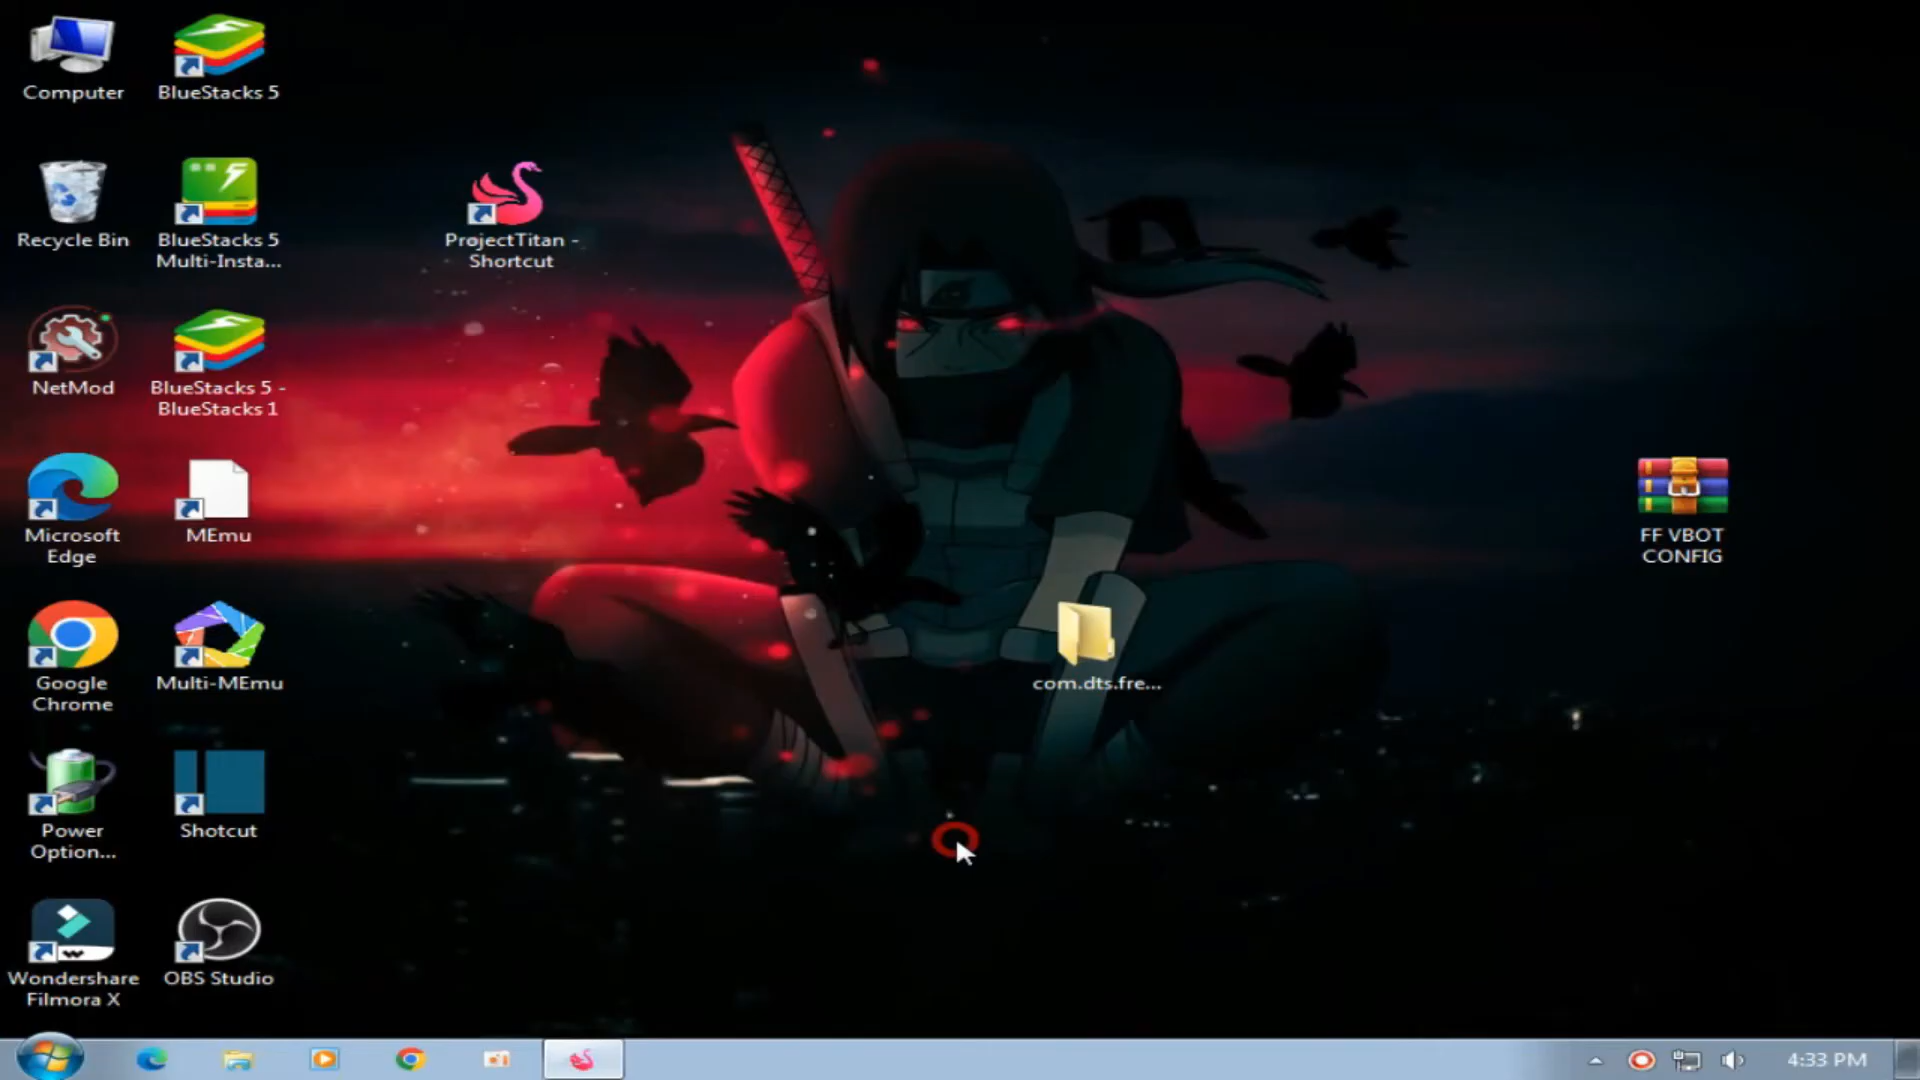 Computer
BlueStacks 5
Recycle Bin
BlueStacks 5
Multi-Insta...
ProjectTitan -
Shortcut
NetMod
BlueStacks 5 -
BlueStacks 1
Microsoft
Edge
MEmu
FF VBOT
CONFIG
Google
Chrome
Multi-MEmu
com.dts.fre...
Power
Option...
Shotcut
Wondershare
Filmora X
OBS Studio
4:33 PM